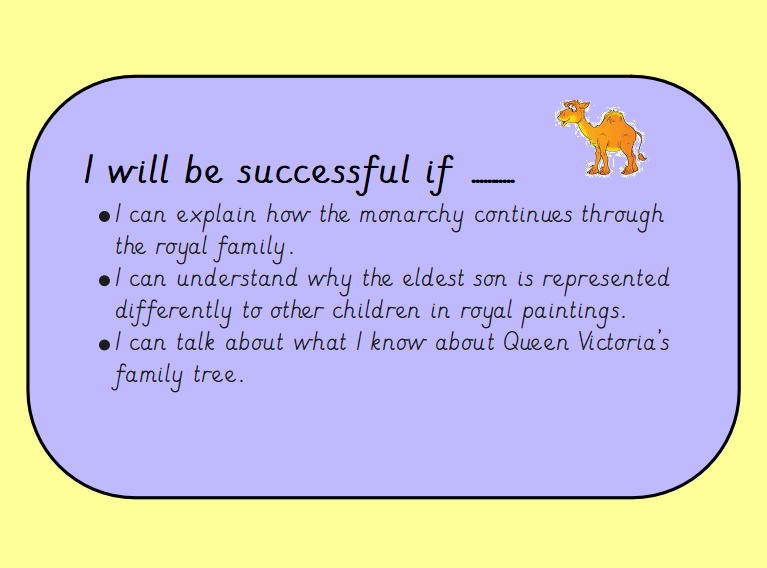 I will be successful if ..........
●I can explain how the monarchy continues through
the royal family.
●I can understand why the eldest son is represented
differently to other children in royal paintings.
●I can talk about what I know about Queen Victoria's
family tree.